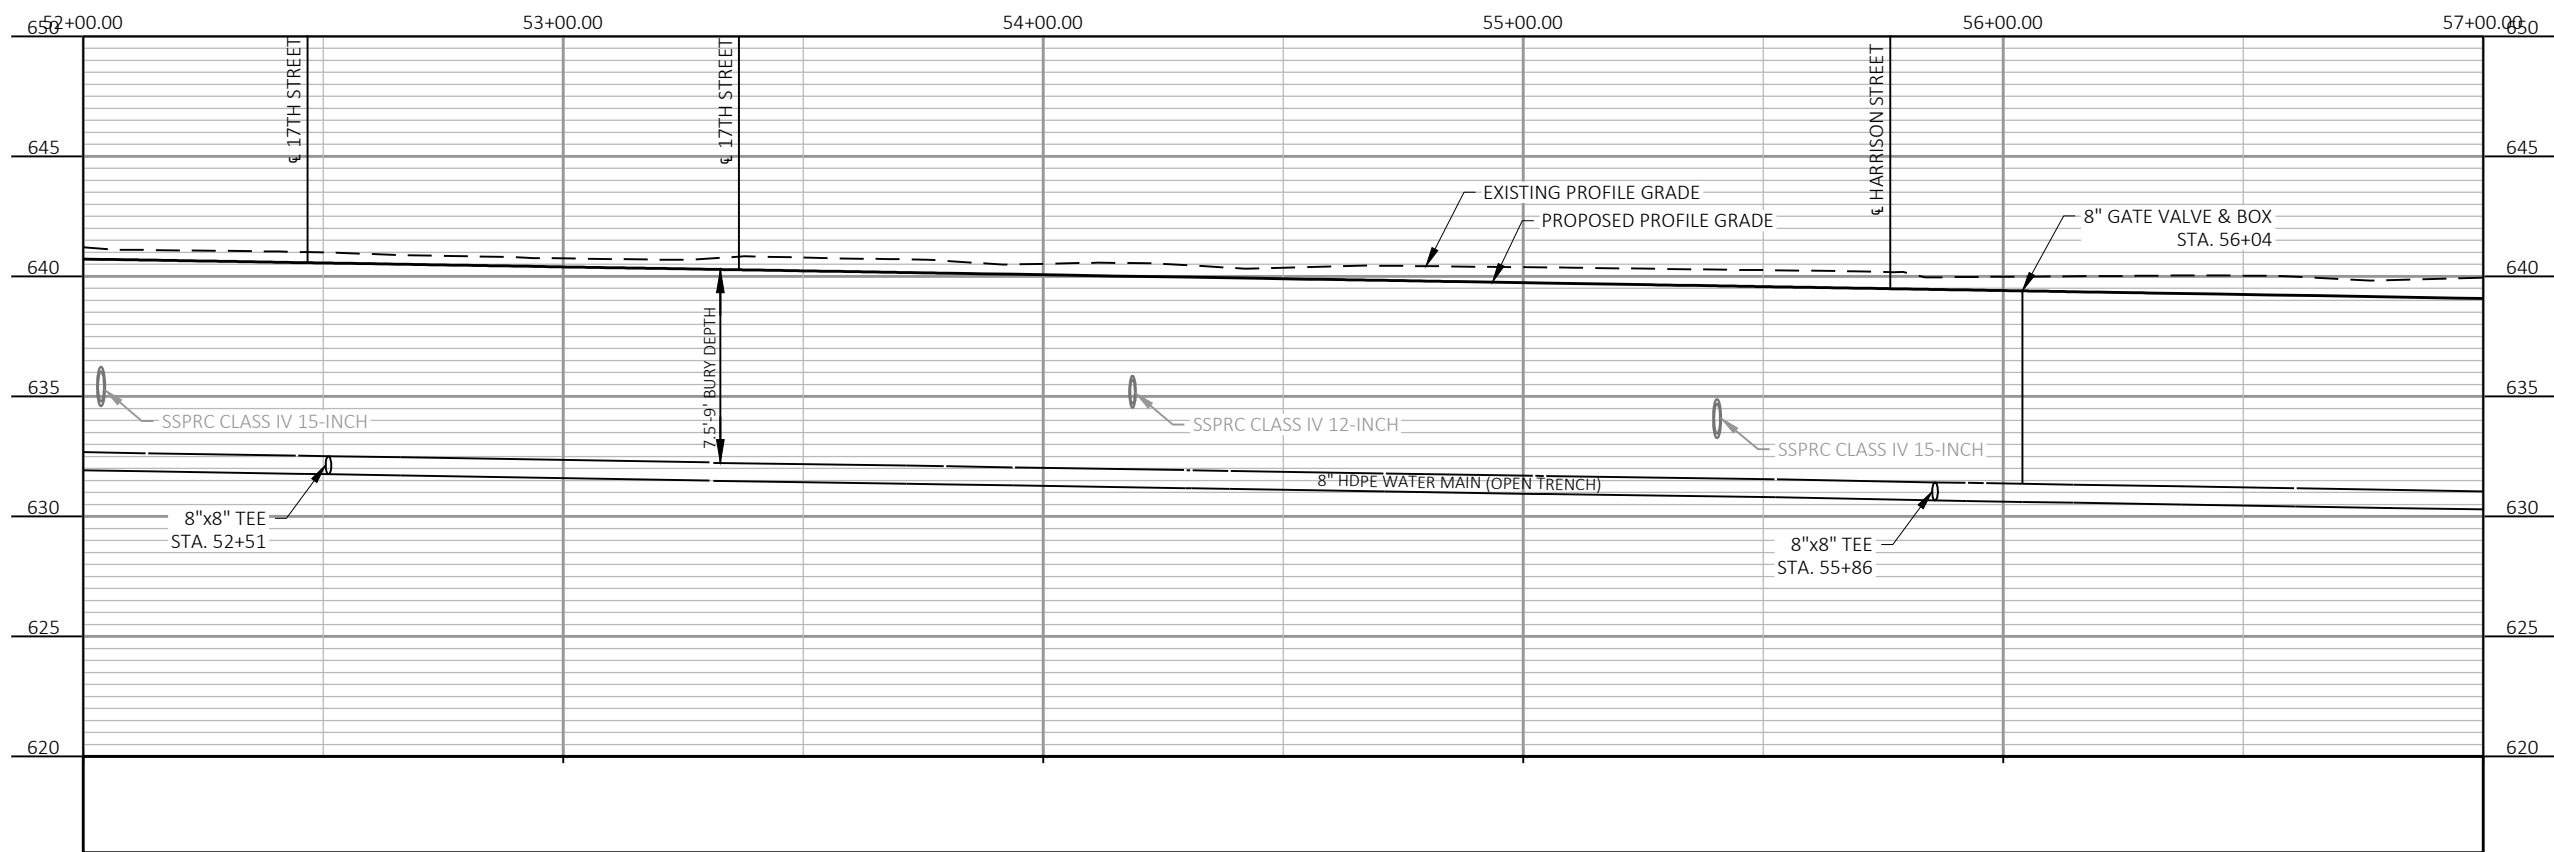 52+00.00
53+00.00
54+00.00
55+00.00
56+00.00
57+00.00
650
650
℄ 17TH STREET
℄ 17TH STREET
℄ HARRISON STREET
645
645
EXISTING PROFILE GRADE
PROPOSED PROFILE GRADE
8" GATE VALVE & BOX
STA. 56+04
640
640
7.5'-9' BURY DEPTH
635
635
SSPRC CLASS IV 15-INCH
SSPRC CLASS IV 12-INCH
SSPRC CLASS IV 15-INCH
8" HDPE WATER MAIN (OPEN TRENCH)
630
630
8"x8" TEE
STA. 52+51
8"x8" TEE
STA. 55+86
625
625
620
620